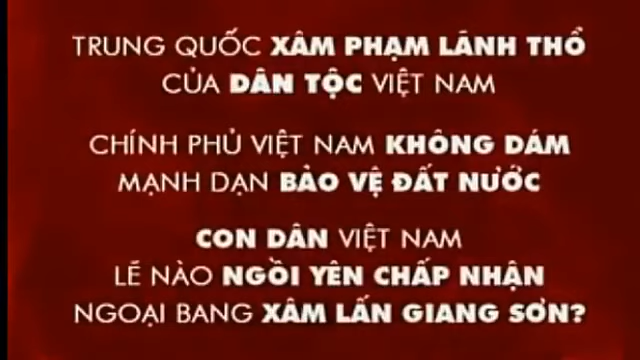 TRUNG QUỐC XÂM PHẠM LÃNH THỔ
CỦA DÂN TỘC VIỆT NAM
CHÍNH PHỦ VIỆT NAM KHÔNG DÁM
MẠNH DẠN BẢO VỆ ĐẤT NƯỚC
CON DÂN VIỆT NAM
LẼ NÀO NGỒI YÊN CHẤP NHẬN
NGOẠI BANG XÂM LẤN GIANG SƠN?